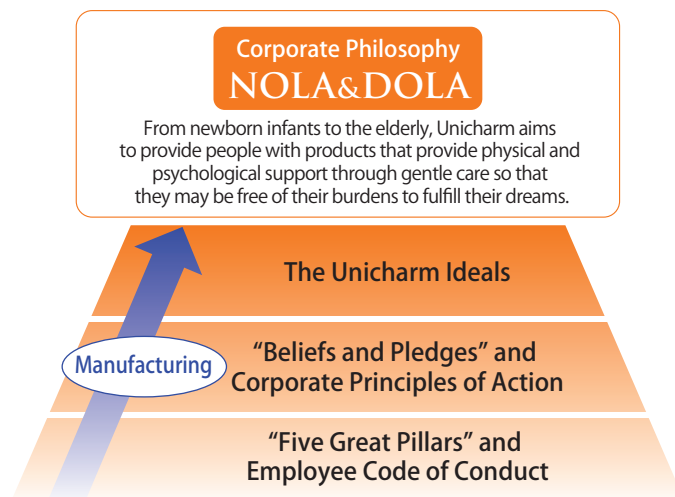 Corporate Philosophy
NOLA&DOLA
From newborn infants to the elderly, Unicharm aims
to provide people with products that provide physical and
psychological support through gentle care so that
they may be free of their burdens to fulfill their dreams.
The Unicharm Ideals
Manufacturing
“Beliefs and Pledges” and
Corporate Principles of Action
“Five Great Pillars” and
Employee Code of Conduct